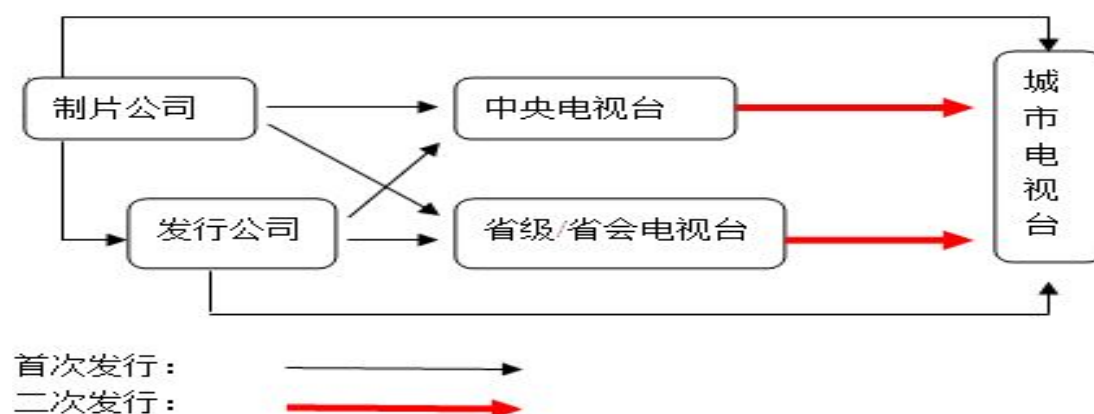 制片公司
中央电视台
城市电视台
发行公司
省级/省会电视台
首次发行：
二次发行：